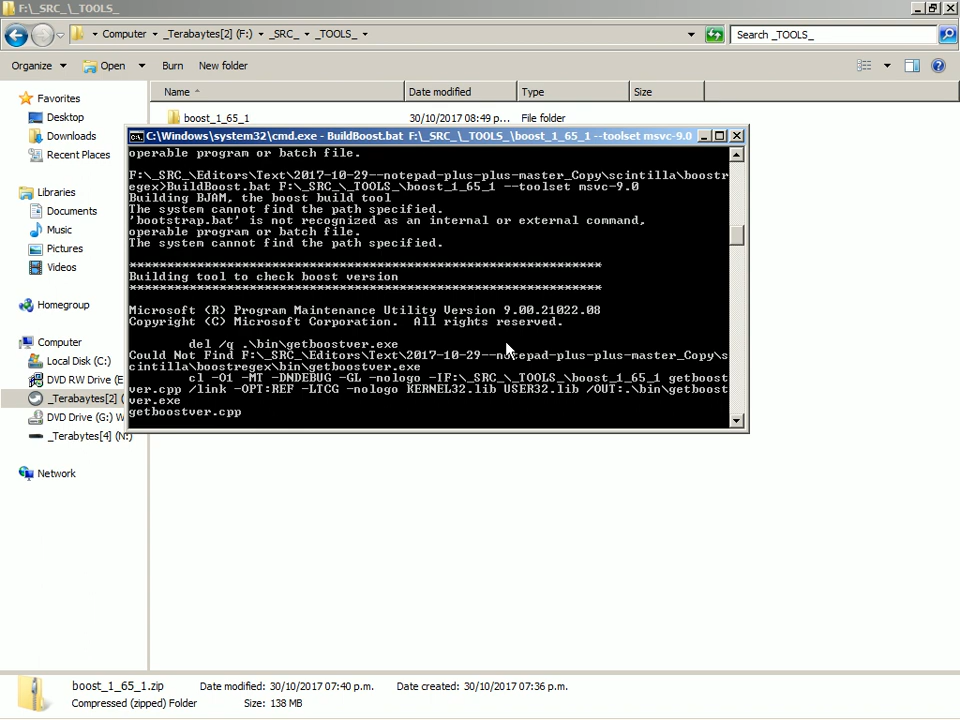 F:\_SRC_\_TOOLS_
Computer _Terabaytes[2] (F:) _SRC_ _TOOLS_
Search _TOOLS_
Organize Open Burn New folder
Name Date modified Type Size
Favorites
Desktop
Downloads
Recent Places
Libraries
Documents
Music
Pictures
Videos
Homegroup
Computer
Local Disk (C:)
DVD RW Drive (E
_Terabaytes[2] (
DVD Drive (G:) W
_Terabytes[4] (N:)
Network
boost_1_65_1 30/10/2017 08:49 p... File folder
C:\Windows\system32\cmd.exe - BuildBoost.bat F:\_SRC_\_TOOLS_\boost_1_65_1 --toolset msvc-9.0
operable program or batch file.
F:\_SRC_\Editors\Text\2017-10-29--notepad-plus-plus-master_Copy\scintilla\boostr
egex>BuildBoost.bat F:\_SRC_\_TOOLS_\boost_1_65_1 --toolset msvc-9.0
Building BJAM, the boost build tool
The system cannot find the path specified.
'bootstrap.bat' is not recognized as an internal or external command,
operable program or batch file.
The system cannot find the path specified.
***************************************************************
Building tool to check boost version
***************************************************************
Microsoft (R) Program Maintenance Utility Version 9.00.21022.08
Copyright (C) Microsoft Corporation.  All rights reserved.
del /q .\bin\getboostver.exe
Could Not Find F:\_SRC_\Editors\Text\2017-10-29--notepad-plus-plus-master_Copy\s
cintilla\boostregex\bin\getboostver.exe
cl -O1 -MT -DNDEBUG -GL -nologo -IF:\_SRC_\_TOOLS_\boost_1_65_1 getboost
ver.cpp /link -OPT:REF -LTCG -nologo KERNEL32.lib USER32.lib /OUT:.\bin\getboost
ver.exe
getboostver.cpp
boost_1_65_1.zip Date modified: 30/10/2017 07:40 p.m. Date created: 30/10/2017 07:36 p.m.
Compressed (zipped) Folder Size: 138 MB